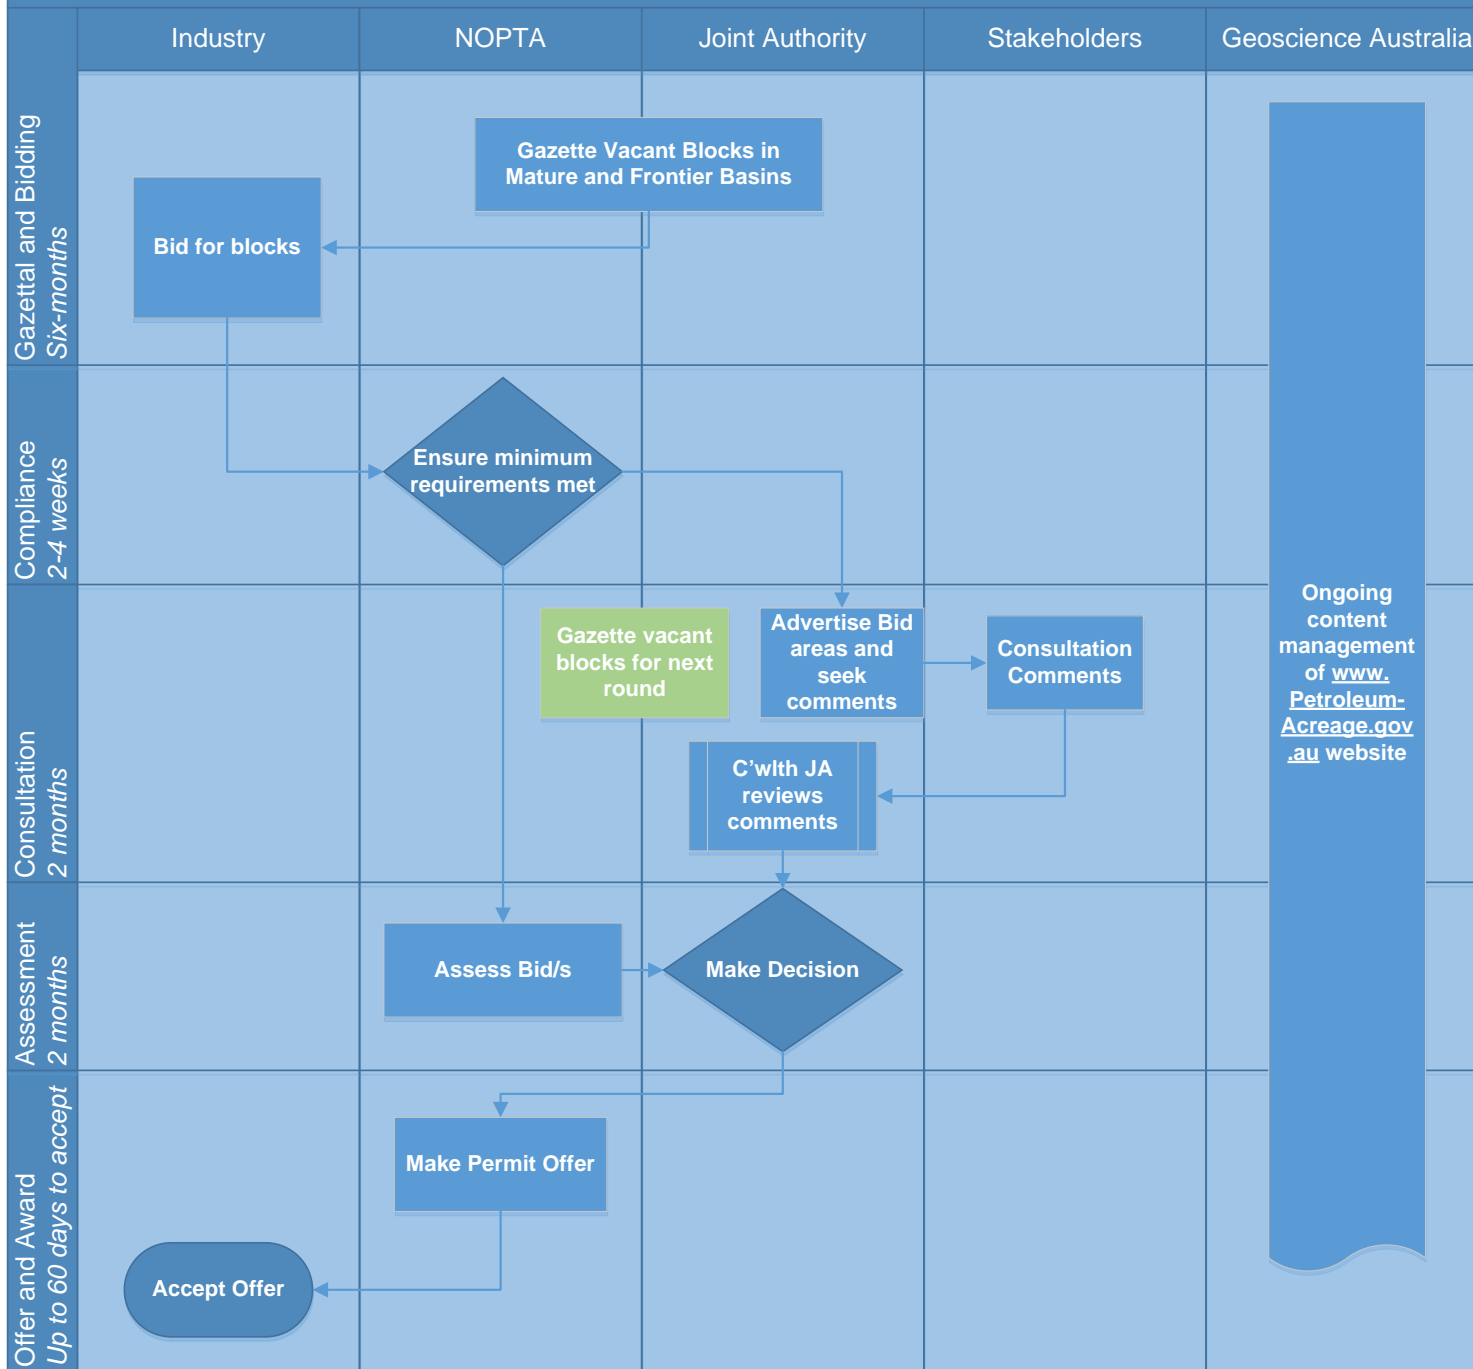 Industry
NOPTA
Joint Authority
Stakeholders
Geoscience Australia
Gazettal and Bidding
Six-months
Gazette Vacant Blocks in
Mature and Frontier Basins
Bid for blocks
Compliance
2-4 weeks
Ensure minimum
requirements met
Consultation
2 months
Gazette vacant
blocks for next
round
Advertise Bid
areas and
seek
comments
Consultation
Comments
C'wlth JA
reviews
comments
Ongoing
content
management
of www.
Petroleum-
Acreage.gov
.au website
Assessment
2 months
Assess Bid/s
Make Decision
Offer and Award
Up to 60 days to accept
Make Permit Offer
Accept Offer